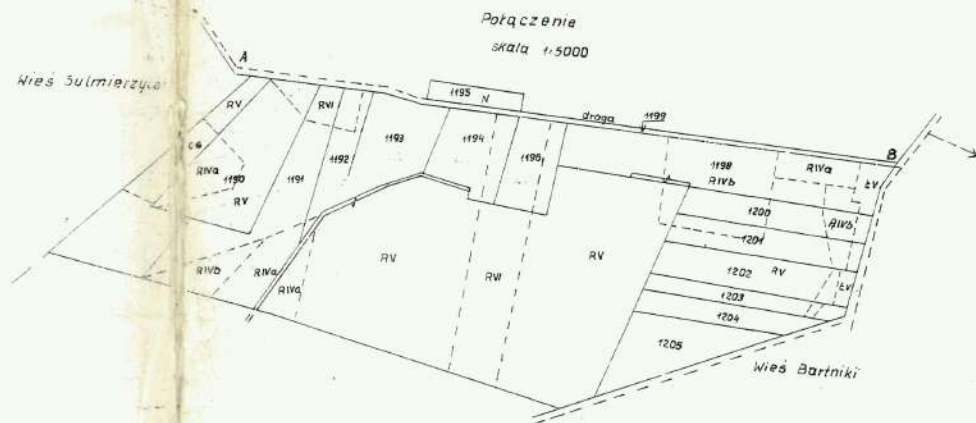 Połączenie
skala 1:5000
Wieś Sulmierzyce
A
1195
N
droga
1199
B
RV
RVI
1193
1194
1196
1198
RIVb
RIVa
ŁV
RIVa
1190
RV
1191
1192
1200
RIVb
1201
1202
RV
ŁV
1203
1204
1205
RIVb
RIVa
RIVa
RV
RVI
RV
Wieś Bartniki